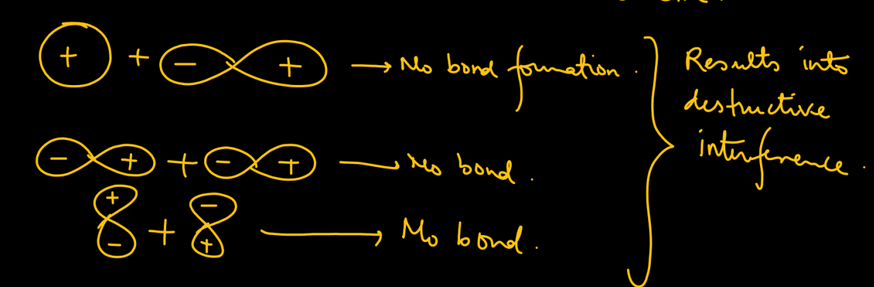 + + - + → No bond formation.
- + + - + → No bond.
+ - + - + → No bond.
Results into
destructive
interference.